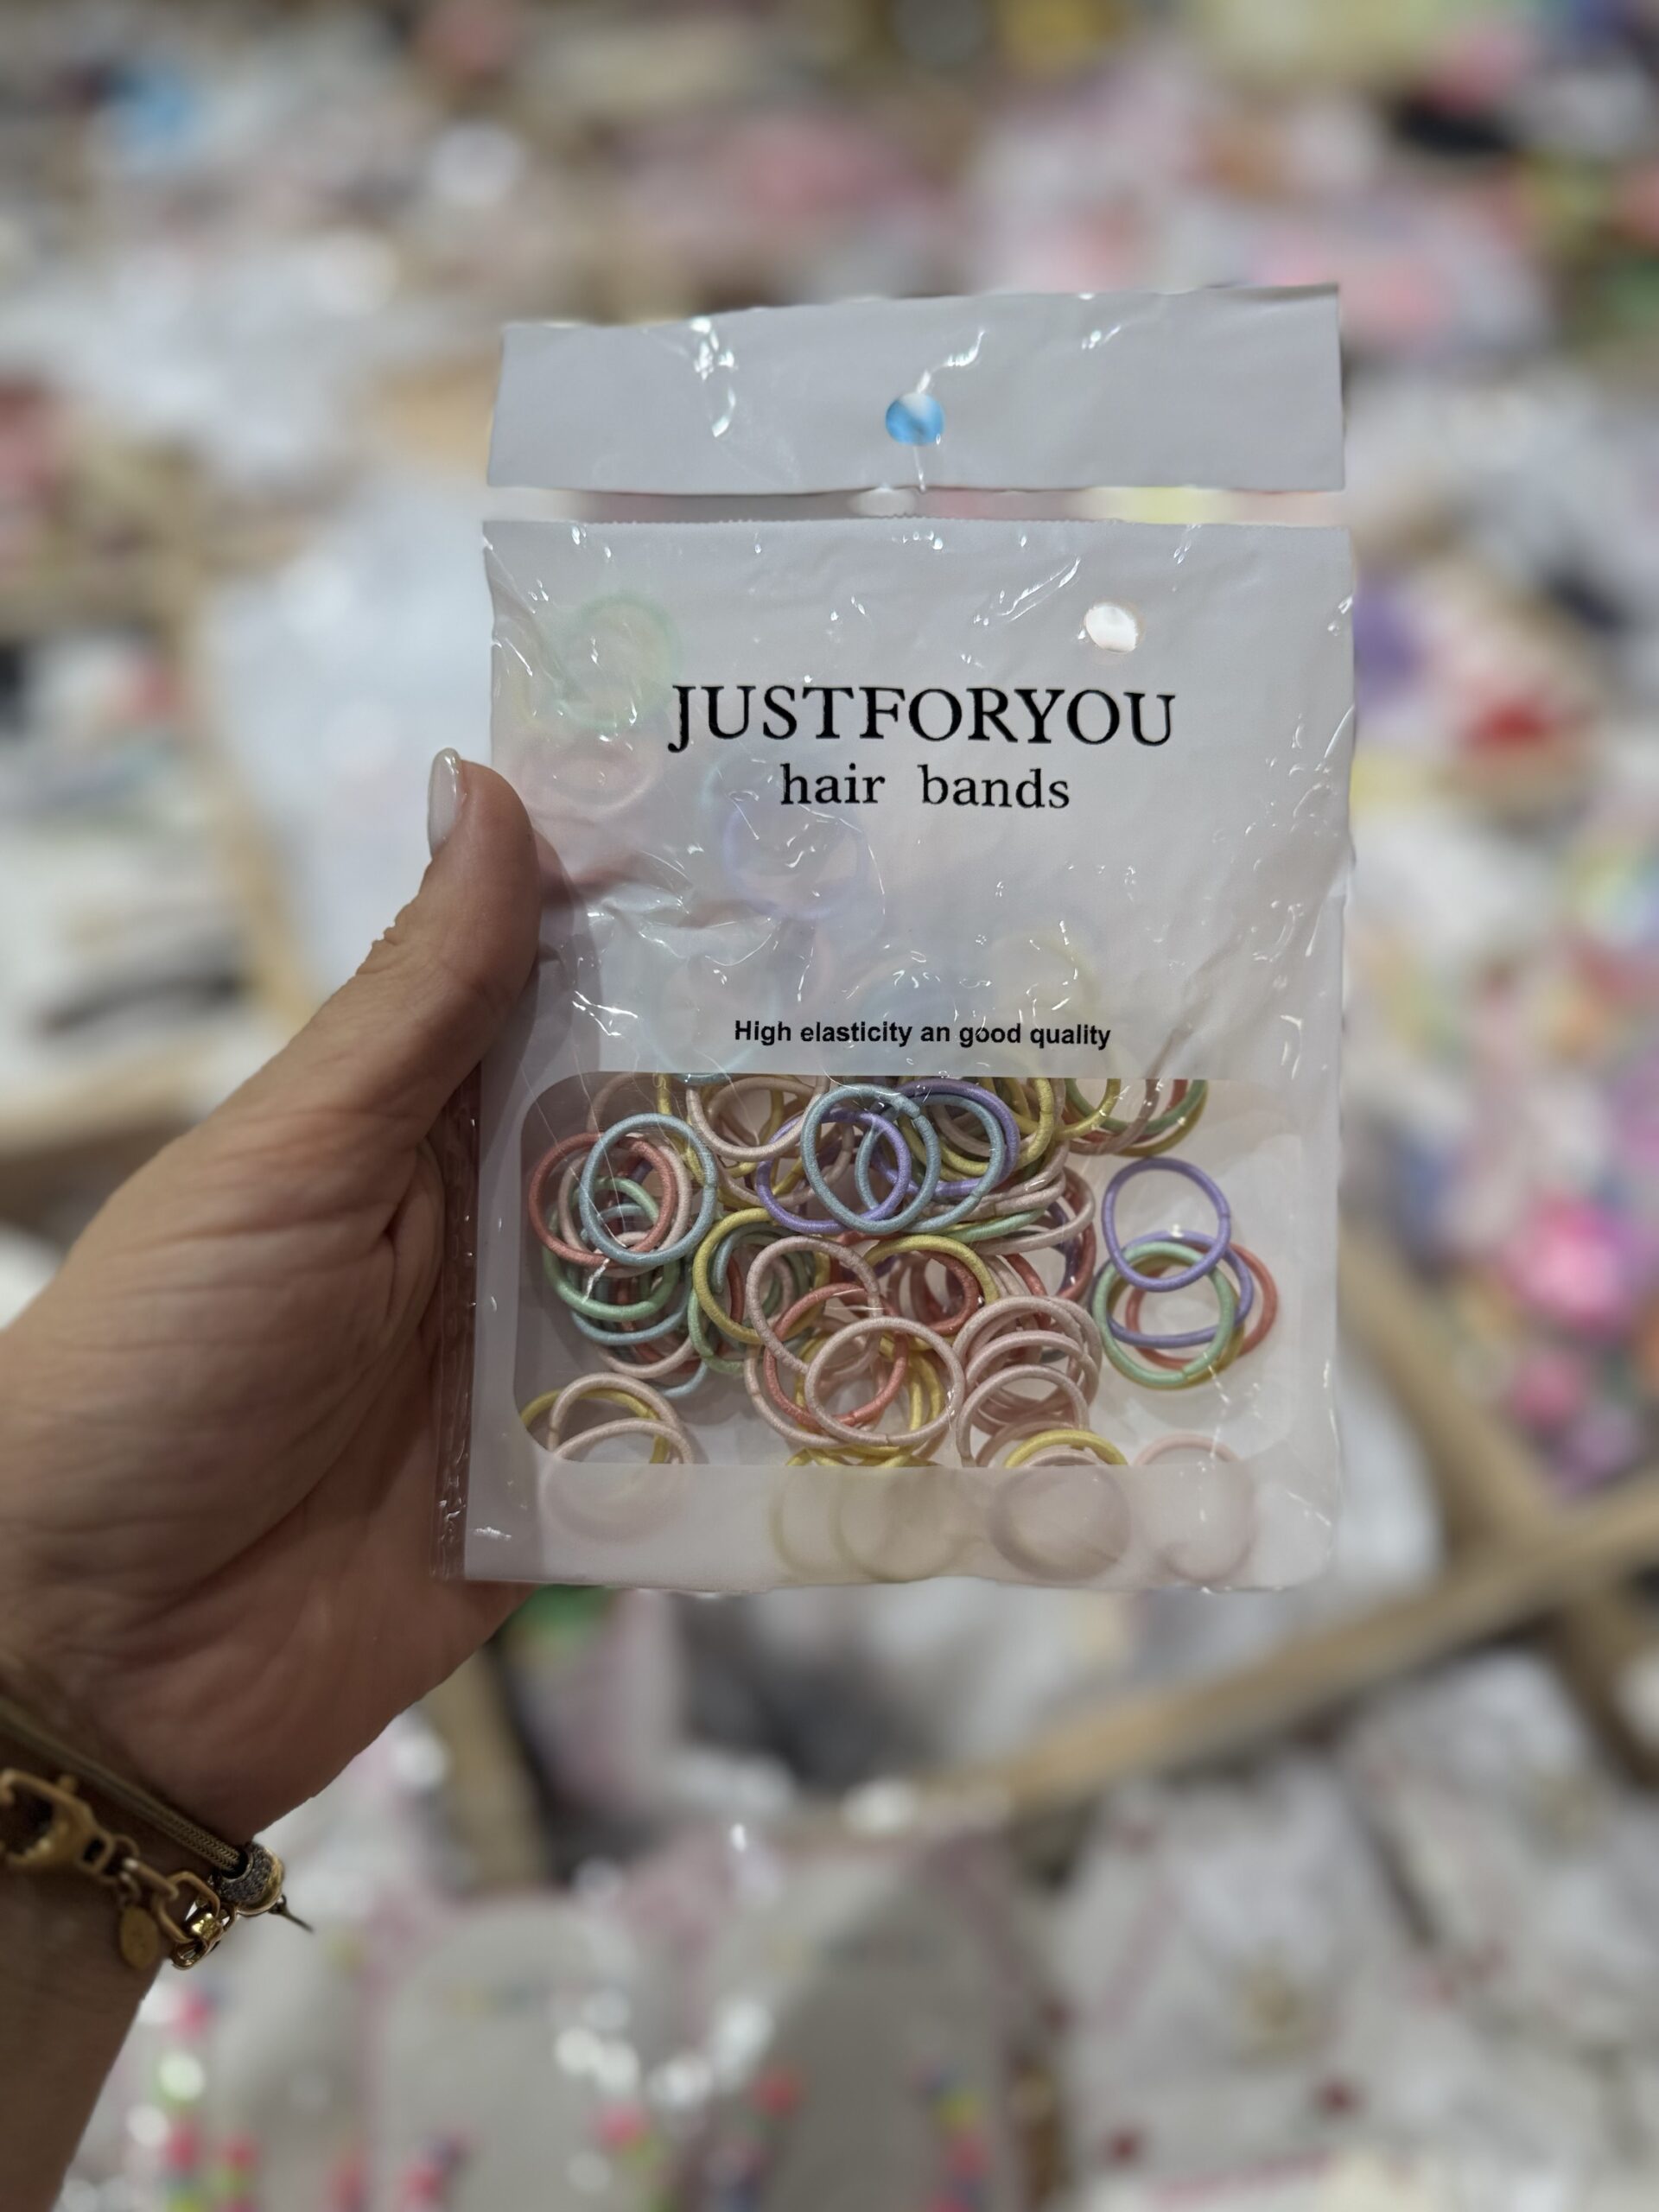 JUSTFORYOU
hair bands
High elasticity an good quality